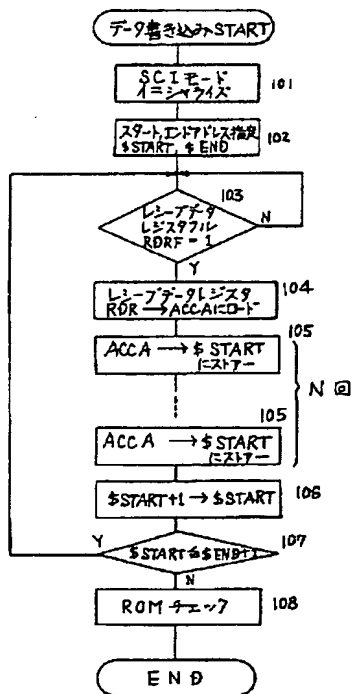 データ書き込みSTART
SCIモード
イニシャライズ
101
スタート,エンドアドレス指定
$START, $END
102
103
レシーブデータ
レジスタフル
RDRF = 1
N
Y
レシーブデータレジスタ
RDR → ACCAにロード
104
105
ACCA → $START
にストアー
N回
105
ACCA → $START
にストアー
$START+1 → $START
106
Y
107
$START≦$END+1
N
ROMチェック
108
END